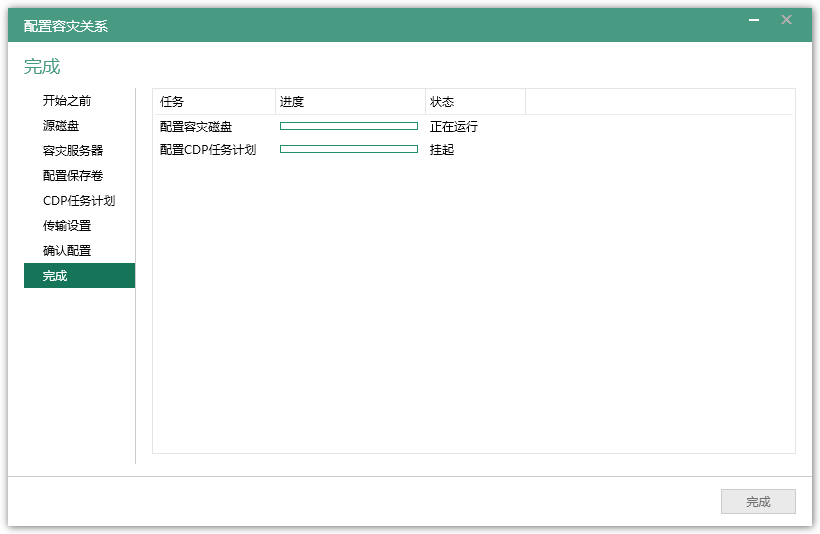 配置容灾关系
完成
开始之前
源磁盘
容灾服务器
配置保存卷
CDP任务计划
传输设置
确认配置
完成
任务 进度 状态
配置容灾磁盘 正在运行
配置CDP任务计划 挂起
完成